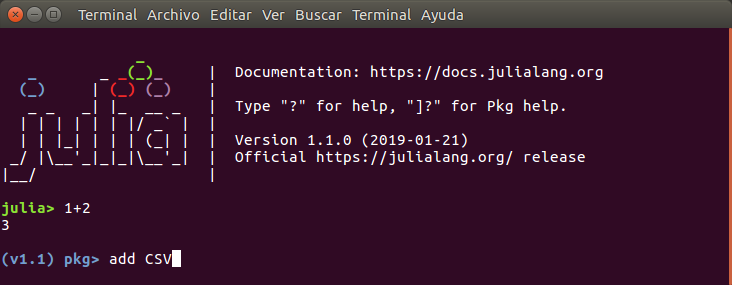 Terminal Archivo Editar Ver Buscar Terminal Ayuda
               _
   _       _ _(_)_     |  Documentation: https://docs.julialang.org
  (_)     | (_) (_)    |
   _ _   _| |_  __ _   |  Type "?" for help, "]?" for Pkg help.
  | | | | | | |/ _` |  |
  | | |_| | | | (_| |  |  Version 1.1.0 (2019-01-21)
 _/ |\__'_|_|_|\__'_|  |  Official https://julialang.org/ release
|__/                   |
julia> 1+2
3
(v1.1) pkg> add CSV